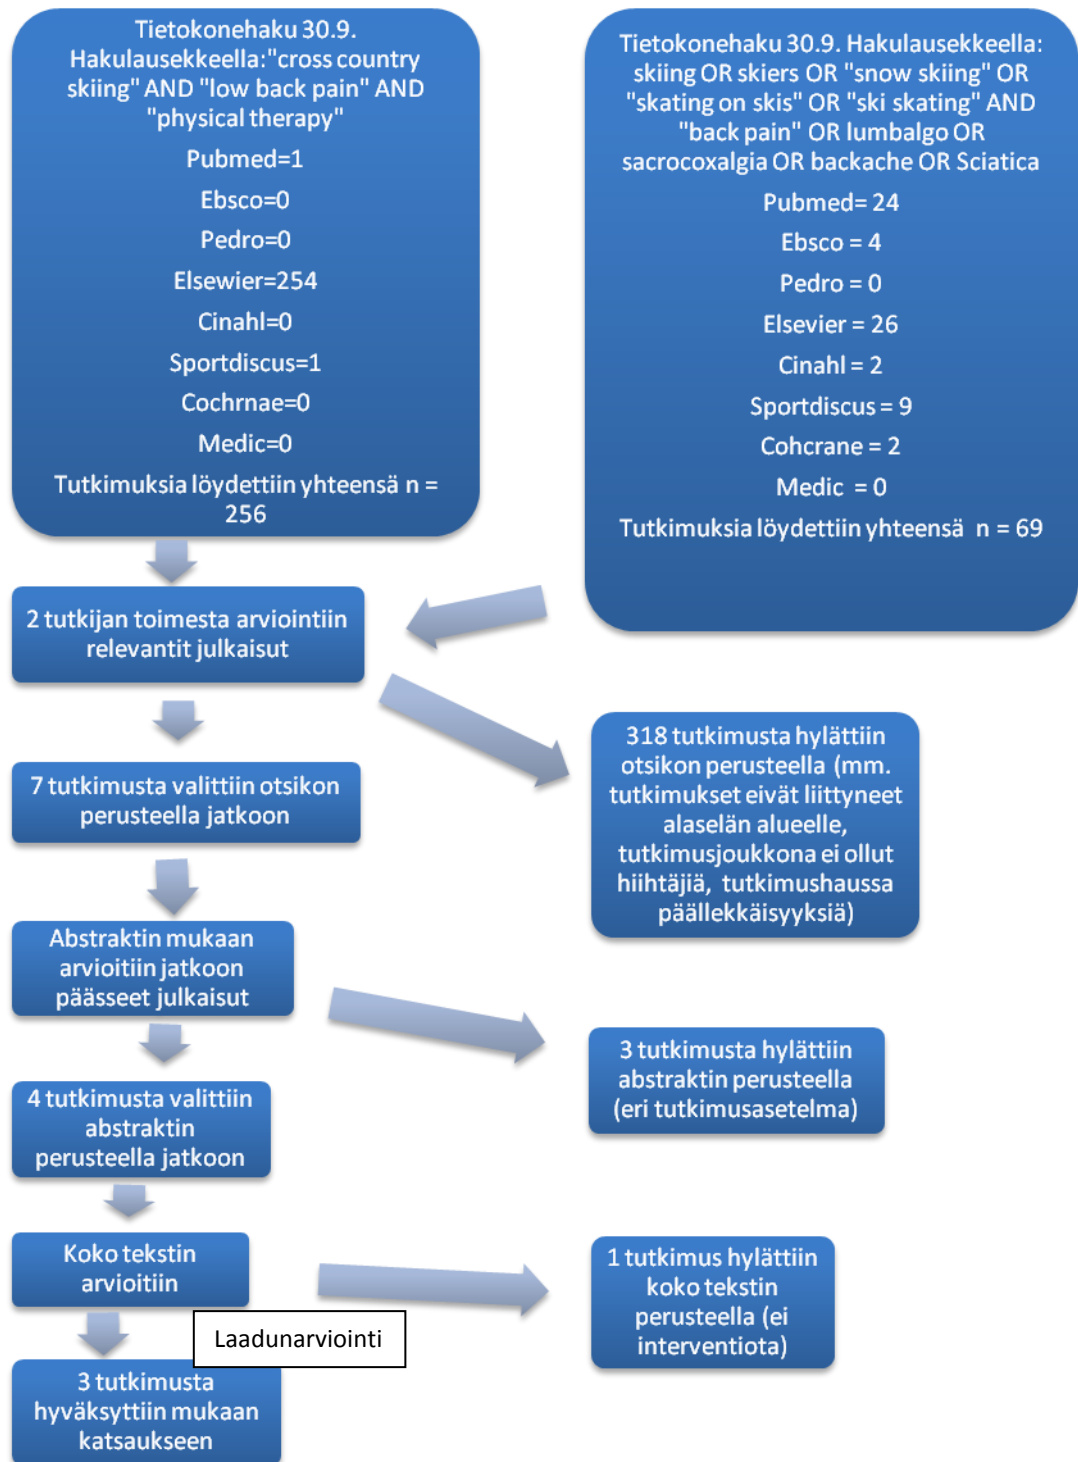 Tietokonehaku 30.9.
Hakulausekkeella:"cross country
skiing" AND "low back pain" AND
"physical therapy"
Pubmed=1
Ebsco=0
Pedro=0
Elsewier=254
Cinahl=0
Sportdiscus=1
Cochrnae=0
Medic=0
Tutkimuksia löydettiin yhteensä n =
256
Tietokonehaku 30.9. Hakulausekkeella:
skiing OR skiers OR "snow skiing" OR
"skating on skis" OR "ski skating" AND
"back pain" OR lumbalgo OR
sacrocoxalgia OR backache OR Sciatica
Pubmed= 24
Ebsco = 4
Pedro = 0
Elsevier = 26
Cinahl = 2
Sportdiscus = 9
Cohcrane = 2
Medic = 0
Tutkimuksia löydettiin yhteensä n = 69
2 tutkijan toimesta arviointiin
relevantit julkaisut
318 tutkimusta hylättiin
otsikon perusteella (mm.
tutkimukset eivät liittyneet
alaselän alueelle,
tutkimusjoukkona ei ollut
hiihtäjiä, tutkimushaussa
päällekkäisyyksiä)
7 tutkimusta valittiin otsikon
perusteella jatkoon
Abstraktin mukaan
arvioitiin jatkoon
päässeet julkaisut
3 tutkimusta hylättiin
abstraktin perusteella
(eri tutkimusasetelma)
4 tutkimusta valittiin
abstraktin
perusteella jatkoon
Koko tekstin
arvioitiin
1 tutkimus hylättiin
koko tekstin
perusteella (ei
interventiota)
Laadunarviointi
3 tutkimusta
hyväksyttiin mukaan
katsaukseen